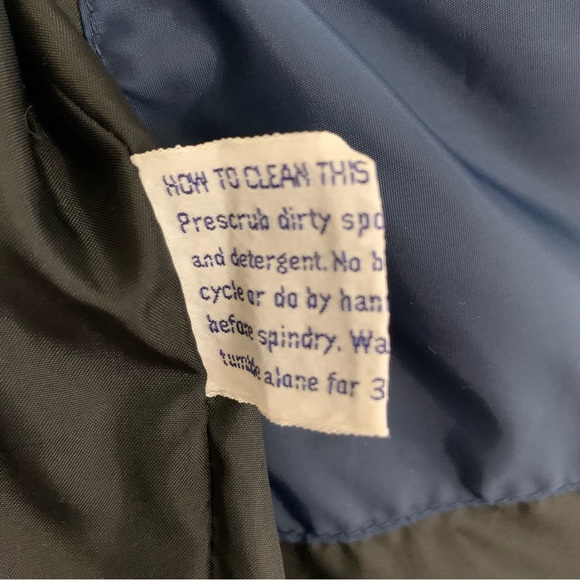 HOW TO CLEAN THIS
Prescrub dirty spo
and detergent. No b
cycle or do by han
before spindry. Wa
tumble alone for 3